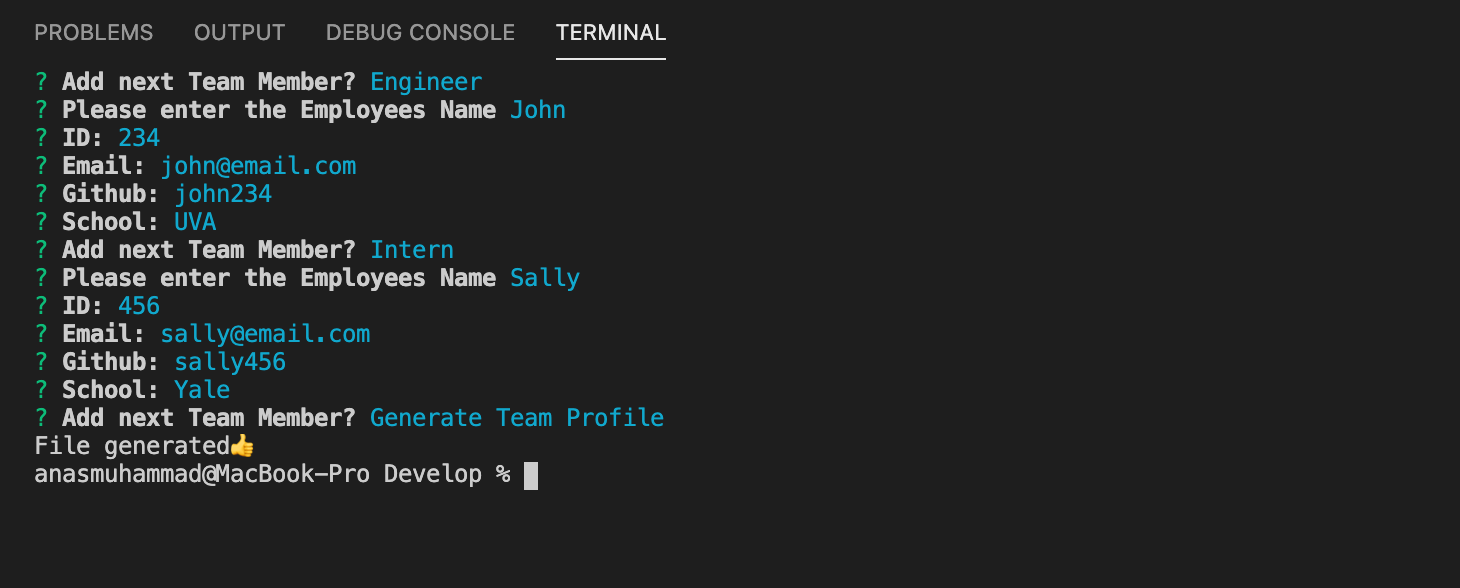 PROBLEMS OUTPUT DEBUG CONSOLE TERMINAL
? Add next Team Member? Engineer
? Please enter the Employees Name John
? ID: 234
? Email: john@email.com
? Github: john234
? School: UVA
? Add next Team Member? Intern
? Please enter the Employees Name Sally
? ID: 456
? Email: sally@email.com
? Github: sally456
? School: Yale
? Add next Team Member? Generate Team Profile
File generated👍
anasmuhammad@MacBook-Pro Develop %